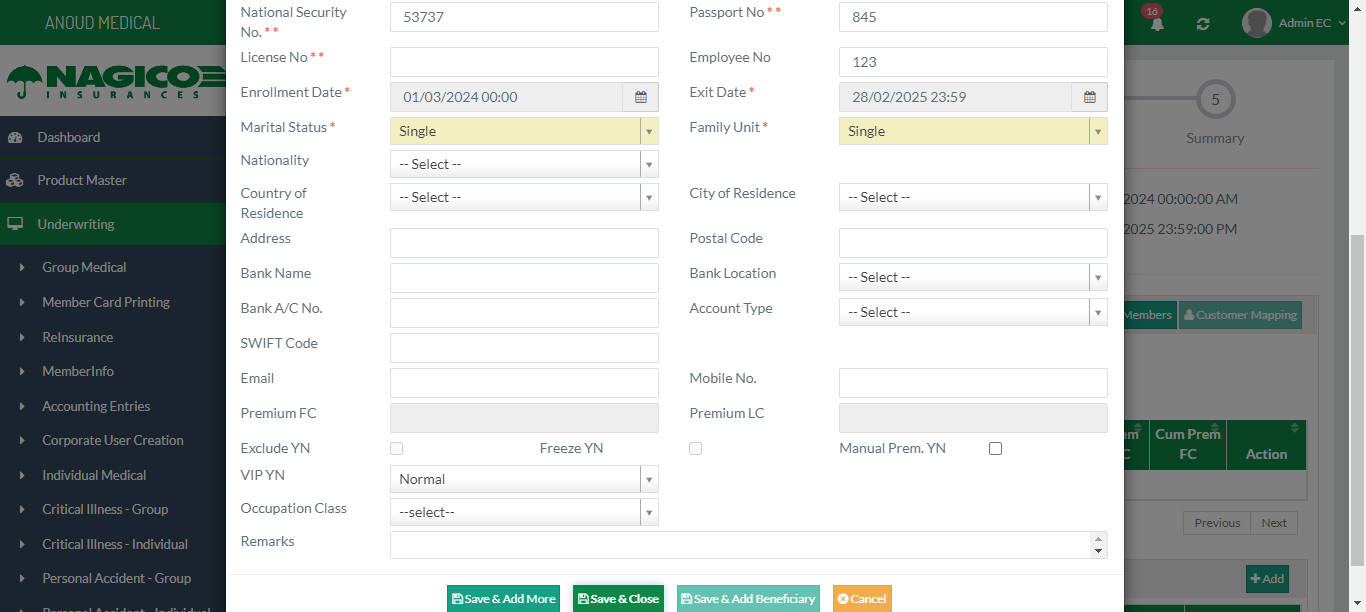 ANOUD MEDICAL
NAGICO
INSURANCES
Dashboard
Product Master
Underwriting
Group Medical
Member Card Printing
ReInsurance
MemberInfo
Accounting Entries
Corporate User Creation
Individual Medical
Critical Illness - Group
Critical Illness - Individual
Personal Accident - Group
Personal Accident - Individual
National Security No. * * 53737
Passport No * * 845
License No * *
Employee No 123
Enrollment Date * 01/03/2024 00:00
Exit Date * 28/02/2025 23:59
Marital Status * Single
Family Unit * Single
Nationality -- Select --
Country of Residence -- Select --
City of Residence -- Select --
Address
Postal Code
Bank Name
Bank Location -- Select --
Bank A/C No.
Account Type -- Select --
SWIFT Code
Email
Mobile No.
Premium FC
Premium LC
Exclude YN
Freeze YN
Manual Prem. YN
VIP YN Normal
Occupation Class --select--
Remarks
Save & Add More
Save & Close
Save & Add Beneficiary
Cancel
16
Admin EC
5
Summary
2024 00:00:00 AM
2025 23:59:00 PM
Members
Customer Mapping
Cum Prem FC
Action
Previous
Next
+Add